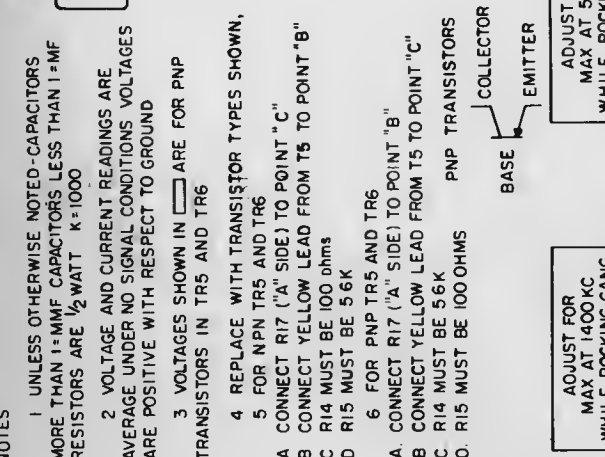 NOTES
1 UNLESS OTHERWISE NOTED-CAPACITORS
MORE THAN 1=MMF CAPACITORS LESS THAN 1=MF
RESISTORS ARE 1/2 WATT K=1000
2 VOLTAGE AND CURRENT READINGS ARE
AVERAGE UNDER NO SIGNAL CONDITIONS VOLTAGES
ARE POSITIVE WITH RESPECT TO GROUND
3 VOLTAGES SHOWN IN ARE FOR PNP
TRANSISTORS IN TR5 AND TR6
4 REPLACE WITH TRANSISTOR TYPES SHOWN,
5 FOR NPN TR5 AND TR6
A CONNECT R17 ("A" SIDE) TO POINT "C"
B CONNECT YELLOW LEAD FROM T5 TO POINT "B"
C R14 MUST BE 100 ohms
D R15 MUST BE 5 6K
6 FOR PNP TR5 AND TR6
A. CONNECT R17 ("A" SIDE) TO POINT "B"
B CONNECT YELLOW LEAD FROM T5 TO POINT "C"
C. R14 MUST BE 5 6K
D. R15 MUST BE 100 OHMS
PNP TRANSISTORS
COLLECTOR
BASE
EMITTER
ADJUST FOR
MAX AT 1400 KC
WHILE ROCKING GANG
ADJUST
MAX AT 5
WHILE ROCKI